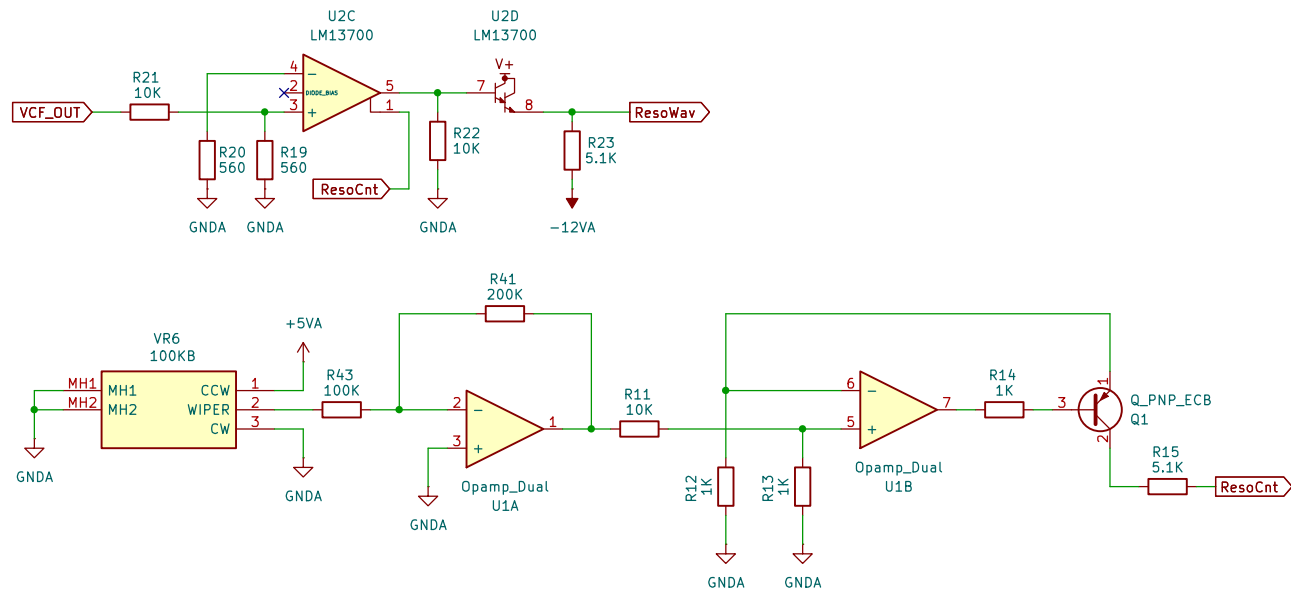 U2C
LM13700
U2D
LM13700
V+
R21
10K
VCF_OUT
4
2
3
DIODE_BIAS
−
+
5
1
7
8
ResoWav
R20
560
R19
560
ResoCnt
R22
10K
R23
5.1K
GNDA
GNDA
GNDA
−12VA
R41
200K
+5VA
VR6
100KB
MH1
MH2
MH1
MH2
CCW
WIPER
CW
1
2
3
R43
100K
2
3
−
+
1
Opamp_Dual
U1A
R11
10K
6
5
−
+
7
Opamp_Dual
U1B
R14
1K
3
1
2
Q_PNP_ECB
Q1
R15
5.1K
ResoCnt
R12
1K
R13
1K
GNDA
GNDA
GNDA
GNDA
GNDA